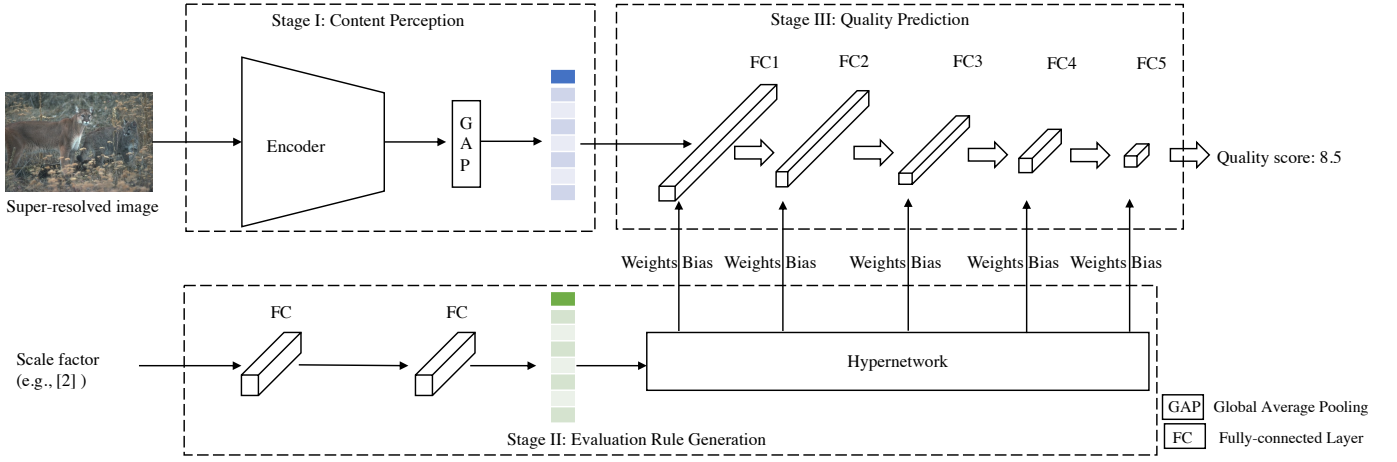 Stage I: Content Perception
Stage III: Quality Prediction
FC1
FC2
FC3
FC4
FC5
Encoder
G
A
P
Quality score: 8.5
Super-resolved image
Weights Bias
Weights Bias
Weights Bias
Weights Bias
Weights Bias
FC
FC
Scale factor
(e.g., [2] )
Hypernetwork
Stage II: Evaluation Rule Generation
GAP Global Average Pooling
FC Fully-connected Layer